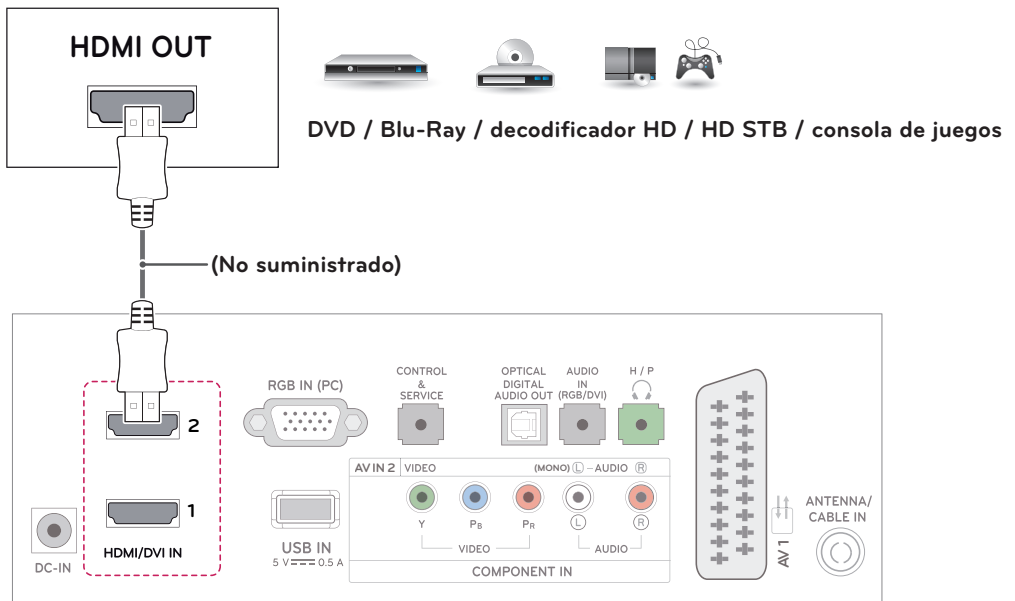 HDMI OUT
DVD / Blu-Ray / decodificador HD / HD STB / consola de juegos
(No suministrado)
RGB IN (PC)
CONTROL
&
SERVICE
OPTICAL
DIGITAL
AUDIO OUT
AUDIO
IN
(RGB/DVI)
H / P
2
1
HDMI/DVI IN
DC-IN
USB IN
5 V 0.5 A
AV IN 2 VIDEO (MONO) L - AUDIO R
Y PB PR L R
VIDEO AUDIO
COMPONENT IN
AV 1
ANTENNA/
CABLE IN